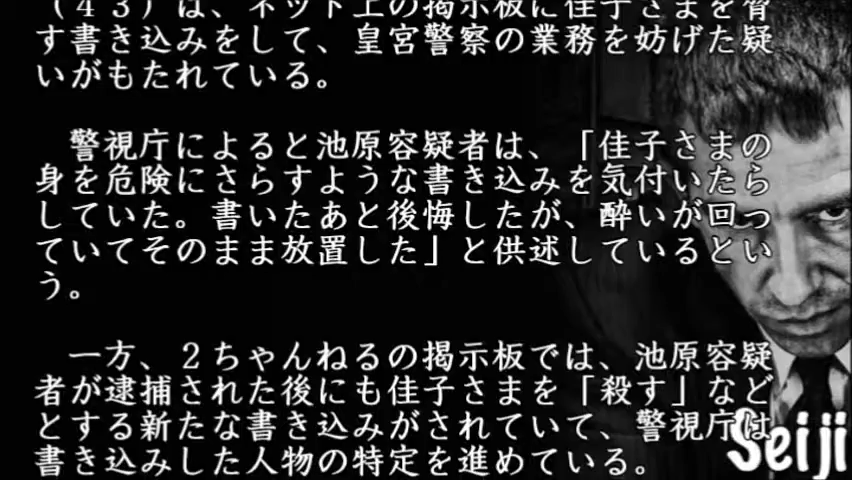 （４３）は、ネット上の掲示板に佳子さまを脅
す書き込みをして、皇宮警察の業務を妨げた疑
いがもたれている。
警視庁によると池原容疑者は、「佳子さまの
身を危険にさらすような書き込みを気付いたら
していた。書いたあと後悔したが、酔いが回っ
ていてそのまま放置した」と供述しているとい
う。
一方、２ちゃんねるの掲示板では、池原容疑
者が逮捕された後にも佳子さまを「殺す」など
とする新たな書き込みがされていて、警視庁は
書き込みした人物の特定を進めている。
Seiji